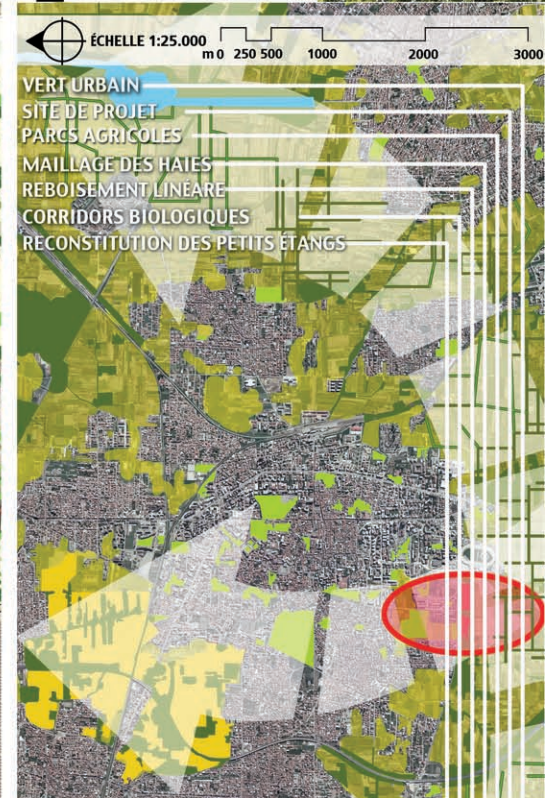 ÉCHELLE 1:25.000
m 0 250 500 1000 2000 3000
VERT URBAIN
SITE DE PROJET
PARCS AGRICOLES
MAILLAGE DES HAIES
REBOISEMENT LINÉARE
CORRIDORS BIOLOGIQUES
RECONSTITUTION DES PETITS ÉTANGS